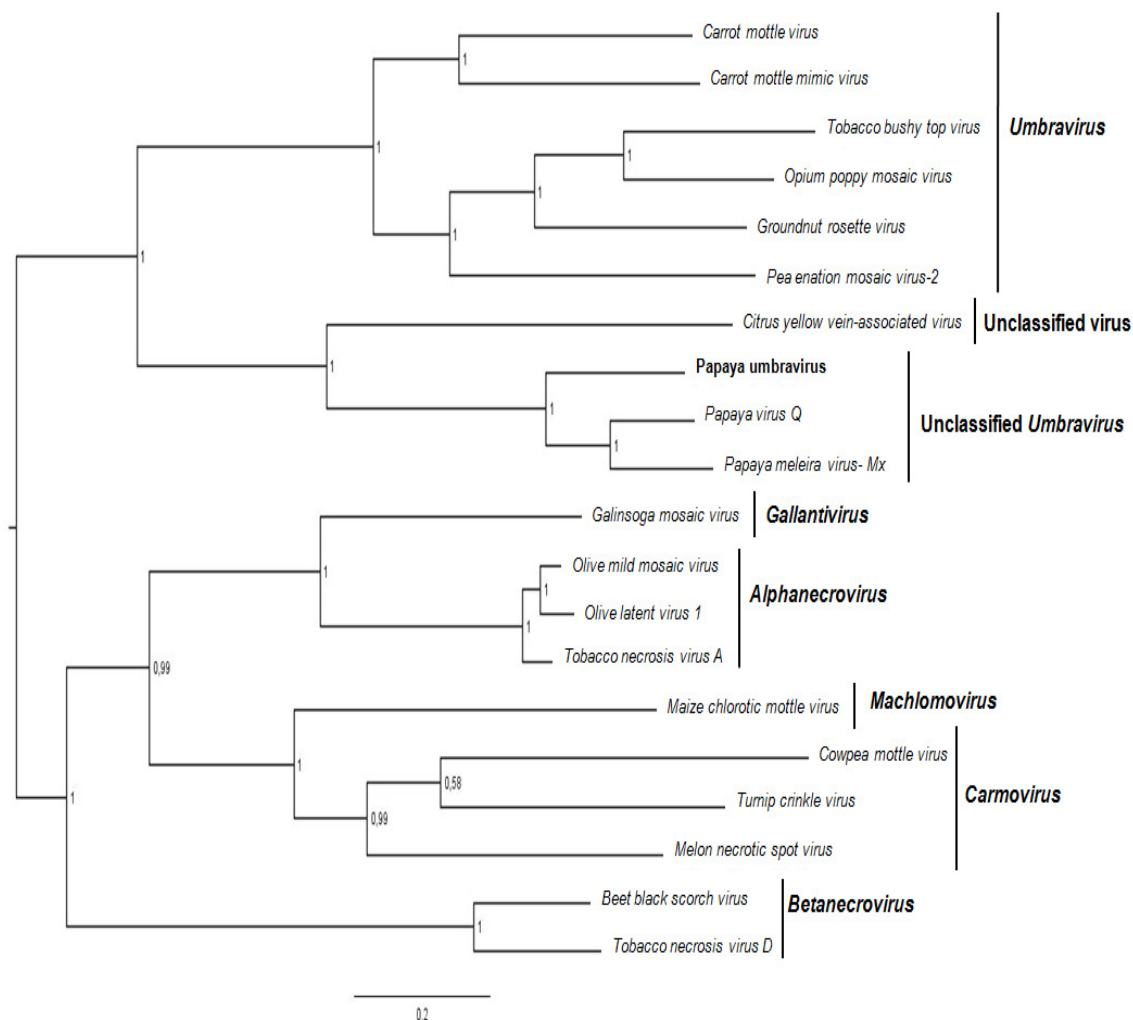 Carrot mottle virus
1
Carrot mottle mimic virus
1
Tobacco bushy top virus
Umbravirus
1
Opium poppy mosaic virus
1
Groundnut rosette virus
1
Pea enation mosaic virus-2
1
Citrus yellow vein-associated virus
Unclassified virus
1
Papaya umbravirus
1
Papaya virus Q
Unclassified Umbravirus
1
Papaya meleira virus- Mx
Galinsoga mosaic virus
Gallantivirus
1
Olive mild mosaic virus
1
Alphanecrovirus
Olive latent virus 1
1
Tobacco necrosis virus A
0,99
Maize chlorotic mottle virus
Machlomovirus
1
Cowpea mottle virus
0,58
Carmovirus
1
Turnip crinkle virus
0,99
Melon necrotic spot virus
Beet black scorch virus
Betanecrovirus
1
Tobacco necrosis virus D
0.2